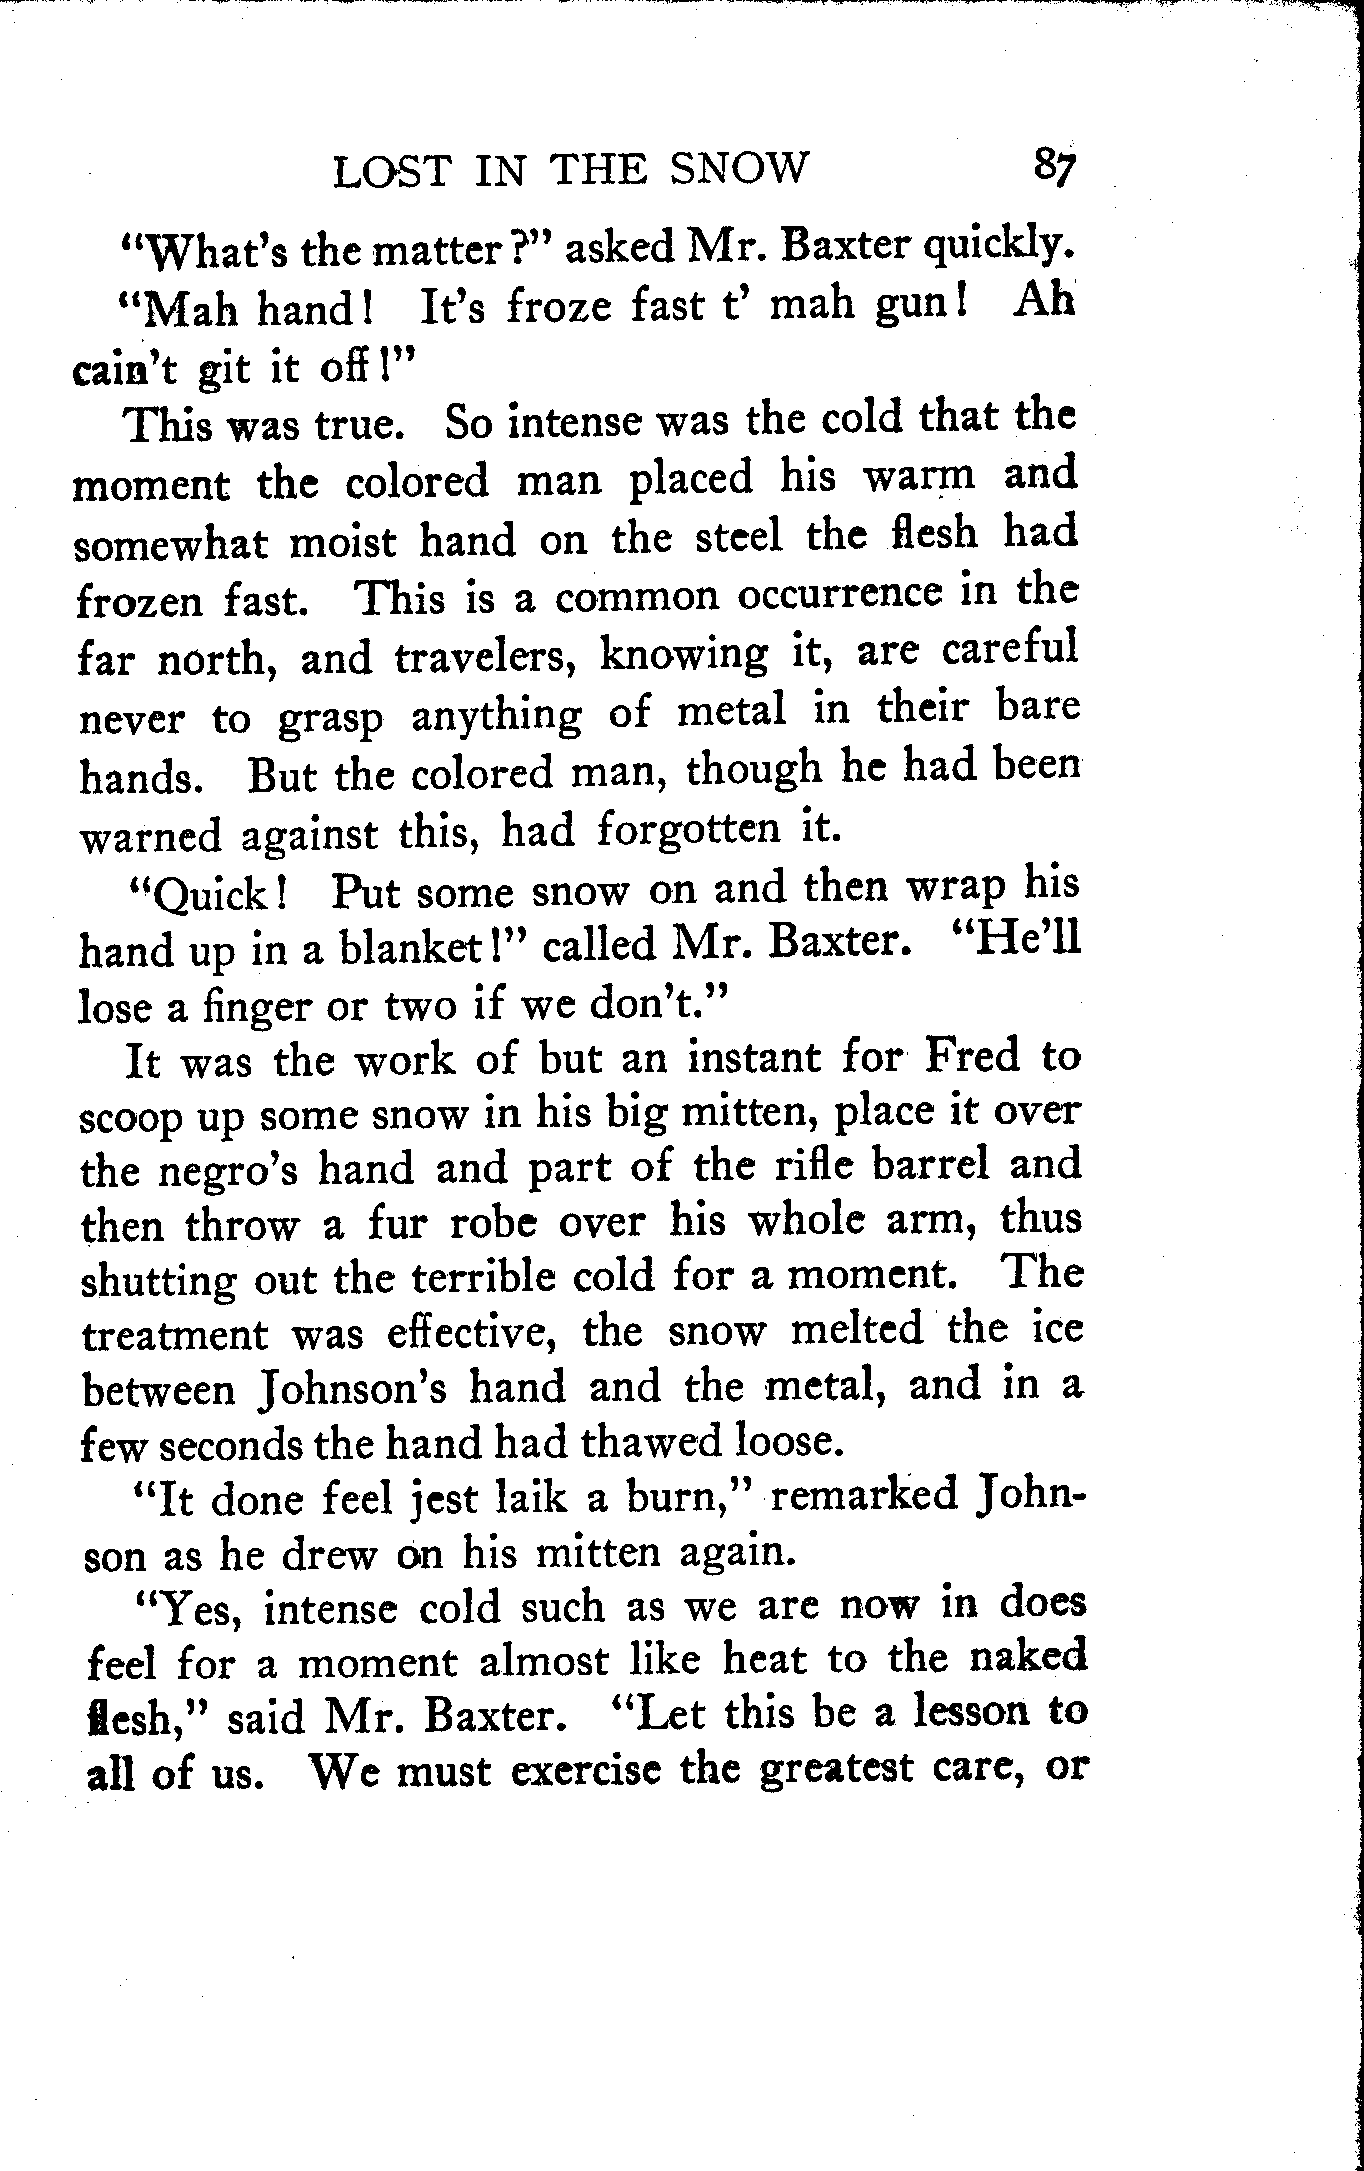 LOST IN THE SNOW 87
"What's the matter?" asked Mr. Baxter quickly.
"Mah hand! It's froze fast t' mah gun! Ah
cain't git it off!"
This was true. So intense was the cold that the
moment the colored man placed his warm and
somewhat moist hand on the steel the flesh had
frozen fast. This is a common occurrence in the
far north, and travelers, knowing it, are careful
never to grasp anything of metal in their bare
hands. But the colored man, though he had been
warned against this, had forgotten it.
"Quick! Put some snow on and then wrap his
hand up in a blanket!" called Mr. Baxter. "He'll
lose a finger or two if we don't."
It was the work of but an instant for Fred to
scoop up some snow in his big mitten, place it over
the negro's hand and part of the rifle barrel and
then throw a fur robe over his whole arm, thus
shutting out the terrible cold for a moment. The
treatment was effective, the snow melted the ice
between Johnson's hand and the metal, and in a
few seconds the hand had thawed loose.
"It done feel jest laik a burn," remarked John-
son as he drew on his mitten again.
"Yes, intense cold such as we are now in does
feel for a moment almost like heat to the naked
flesh," said Mr. Baxter. "Let this be a lesson to
all of us. We must exercise the greatest care, or